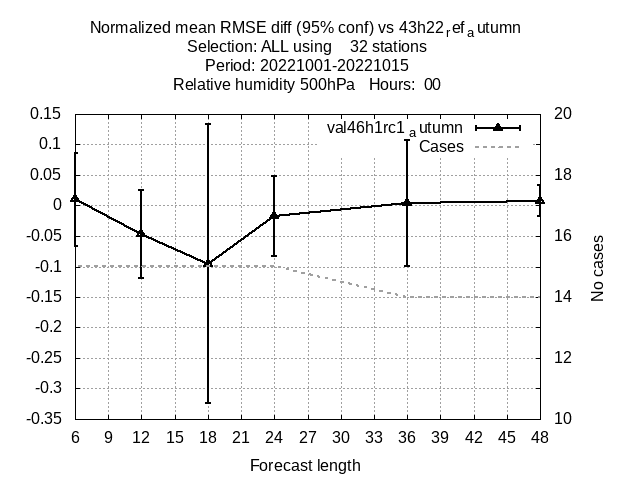 Normalized mean RMSE diff (95% conf) vs 43h22refautumn
Selection: ALL using 32 stations
Period: 20221001-20221015
Relative humidity 500hPa Hours: 00
val46h1rc1autumn
Cases
0.15
0.1
0.05
0
-0.05
-0.1
-0.15
-0.2
-0.25
-0.3
-0.35
20
18
16
14
12
10
No cases
6 9 12 15 18 21 24 27 30 33 36 39 42 45 48
Forecast length